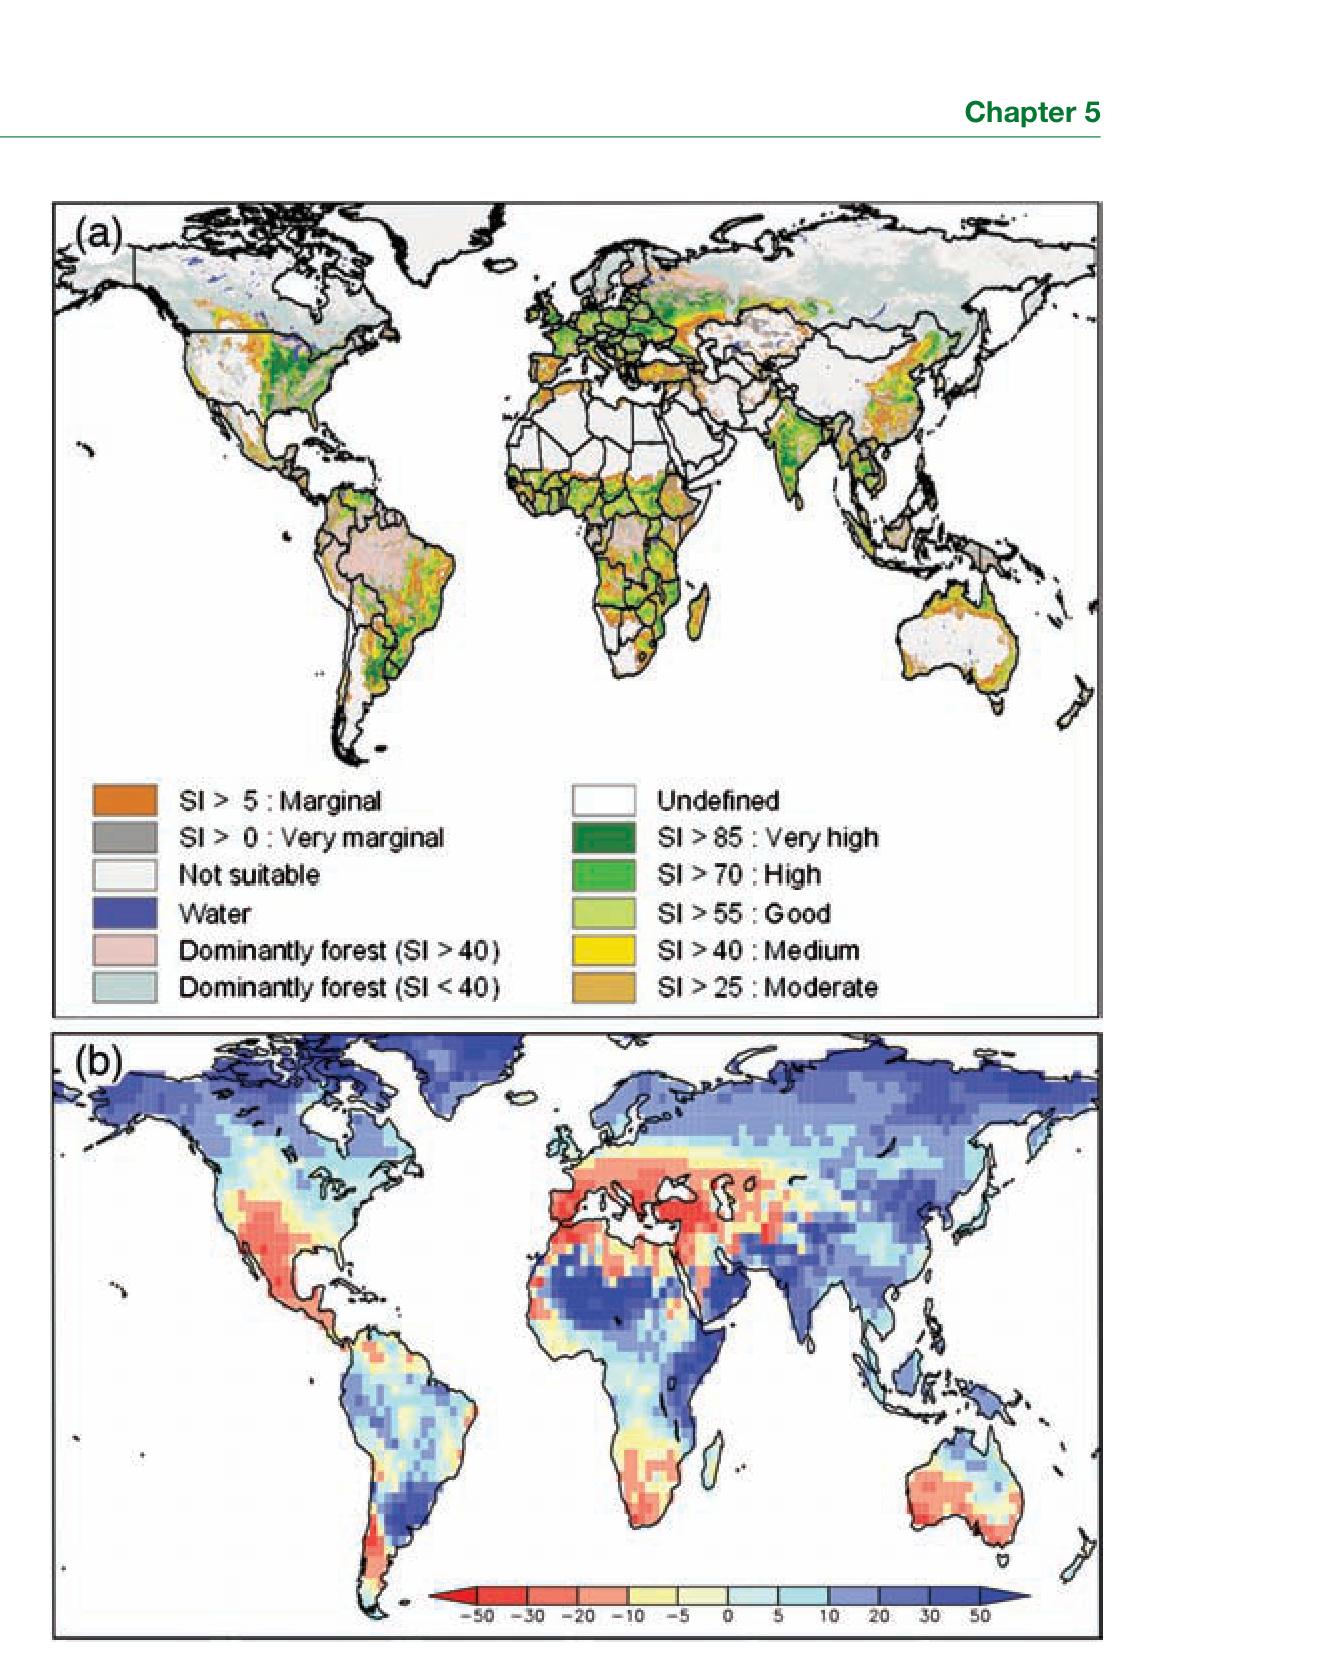 Chapter 5
(a)
SI > 5 : Marginal
SI > 0 : Very marginal
Not suitable
Water
Dominantly forest (SI > 40)
Dominantly forest (SI < 40)
Undefined
SI > 85 : Very high
SI > 70 : High
SI > 55 : Good
SI > 40 : Medium
SI > 25 : Moderate
(b)
−50 −30 −20 −10 −5 0 5 10 20 30 50